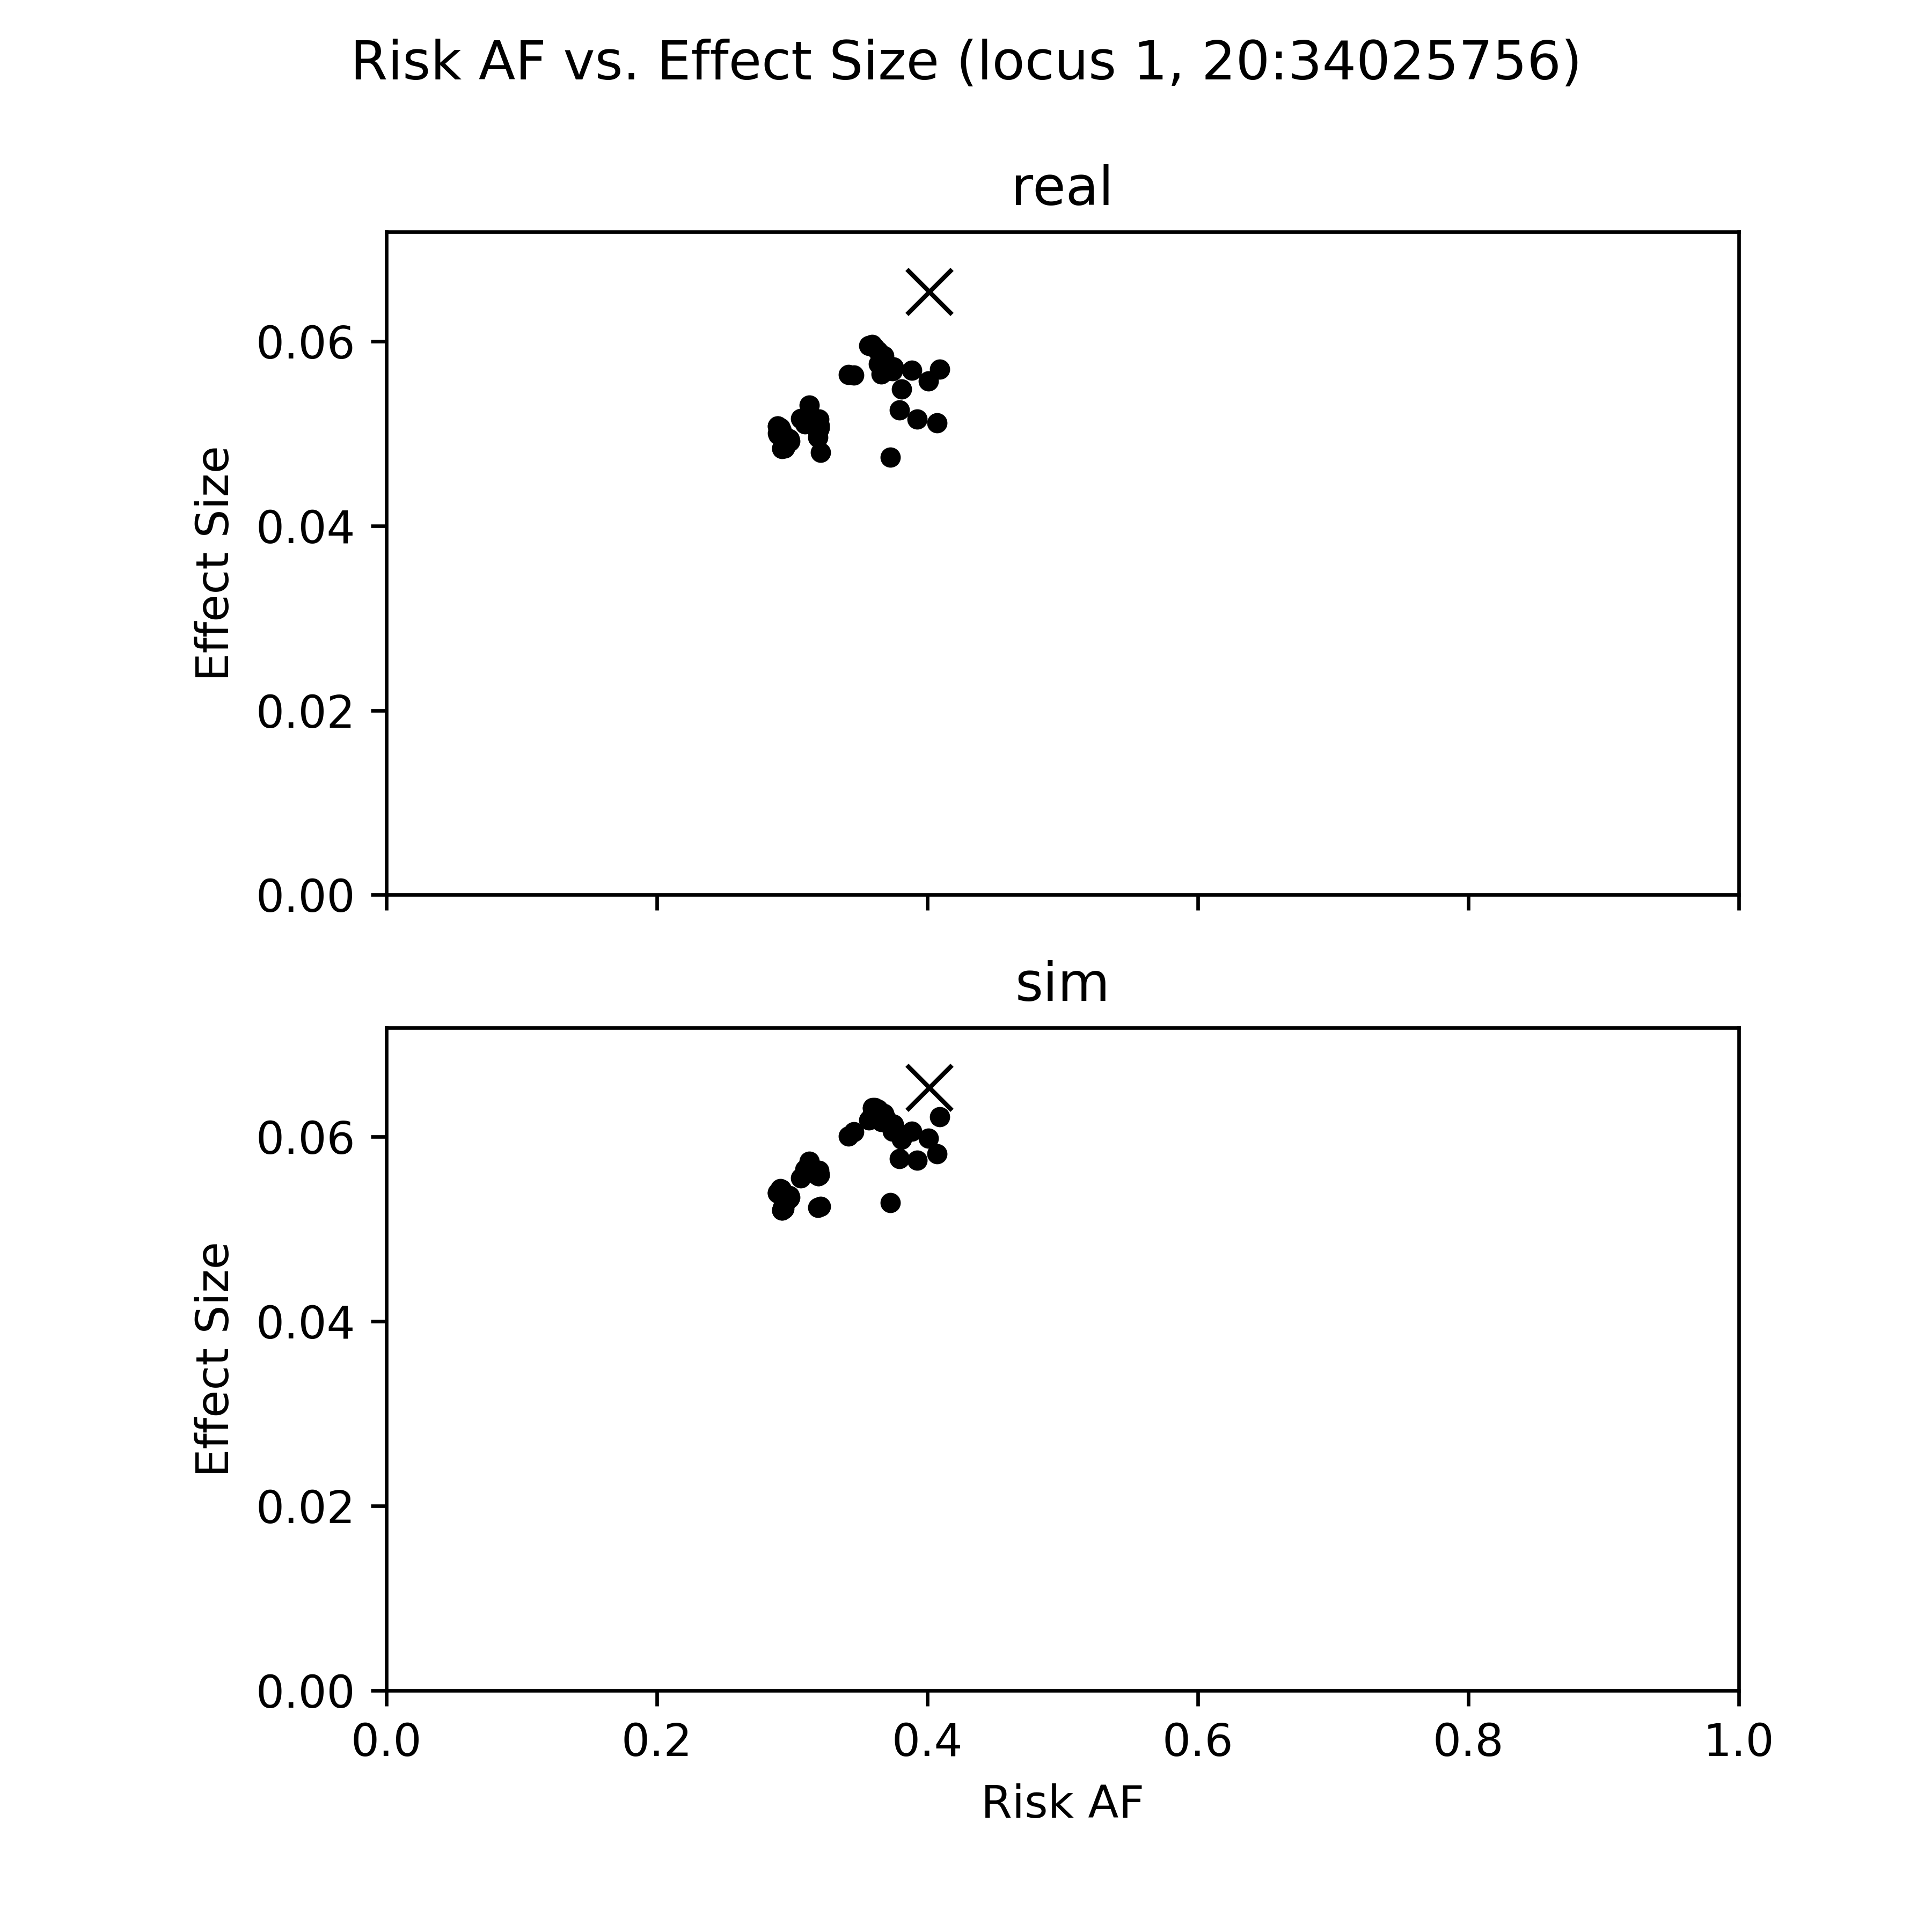 Risk AF vs. Effect Size (locus 1, 20:34025756)
real
0.06
0.04
0.02
0.00
Effect Size
sim
0.06
0.04
0.02
0.00
Effect Size
0.0 0.2 0.4 0.6 0.8 1.0
Risk AF